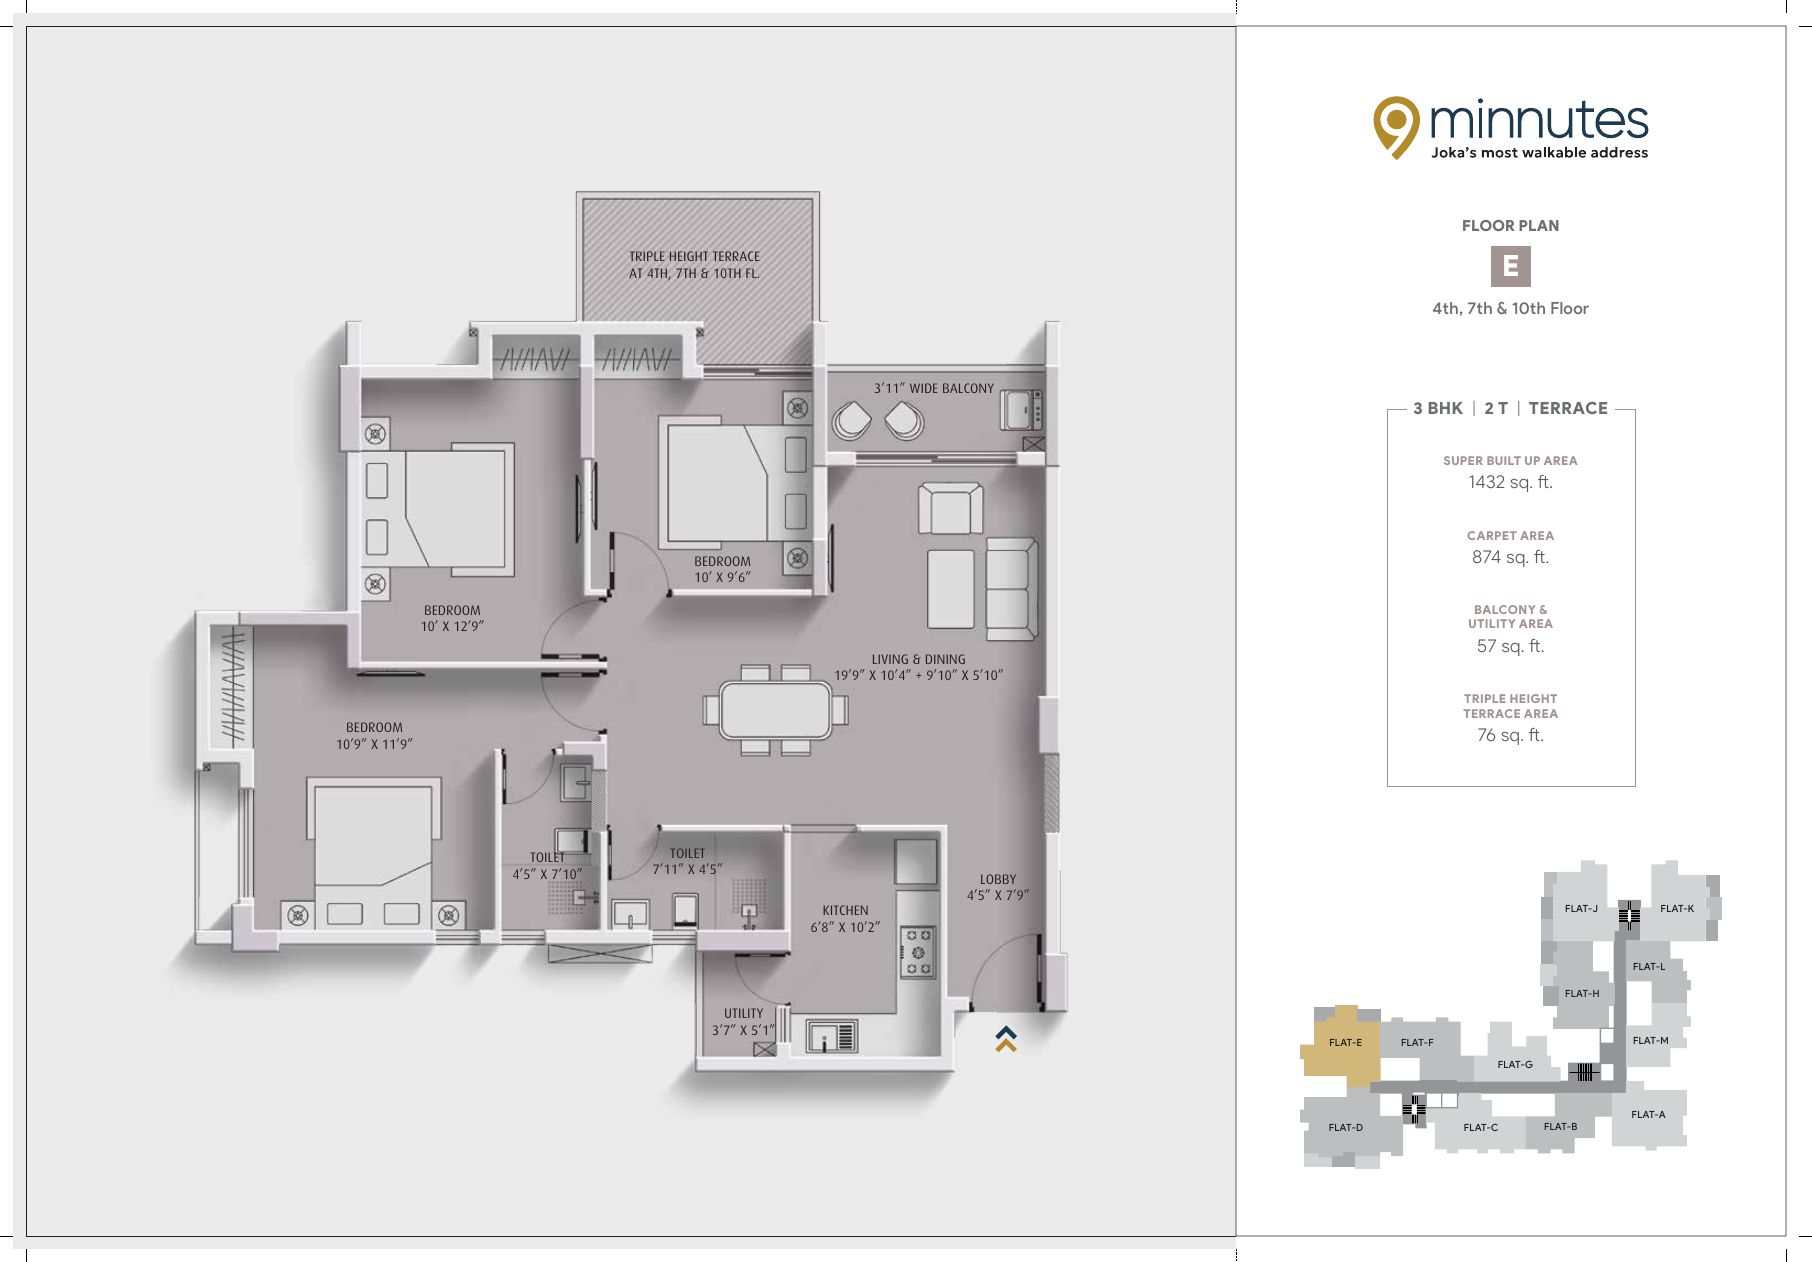 TRIPLE HEIGHT TERRACE
AT 4TH, 7TH & 10TH FL.
3'11" WIDE BALCONY
BEDROOM
10' X 9'6"
BEDROOM
10' X 12'9"
LIVING & DINING
19'9" X 10'4" + 9'10" X 5'10"
BEDROOM
10'9" X 11'9"
TOILET
4'5" X 7'10"
TOILET
7'11" X 4'5"
LOBBY
4'5" X 7'9"
KITCHEN
6'8" X 10'2"
UTILITY
3'7" X 5'1"
9 minnutes
Joka's most walkable address
FLOOR PLAN
E
4th, 7th & 10th Floor
3 BHK | 2 T | TERRACE
SUPER BUILT UP AREA
1432 sq. ft.
CARPET AREA
874 sq. ft.
BALCONY &
UTILITY AREA
57 sq. ft.
TRIPLE HEIGHT
TERRACE AREA
76 sq. ft.
FLAT-J
FLAT-K
FLAT-L
FLAT-H
FLAT-E
FLAT-F
FLAT-M
FLAT-G
FLAT-A
FLAT-D
FLAT-C
FLAT-B